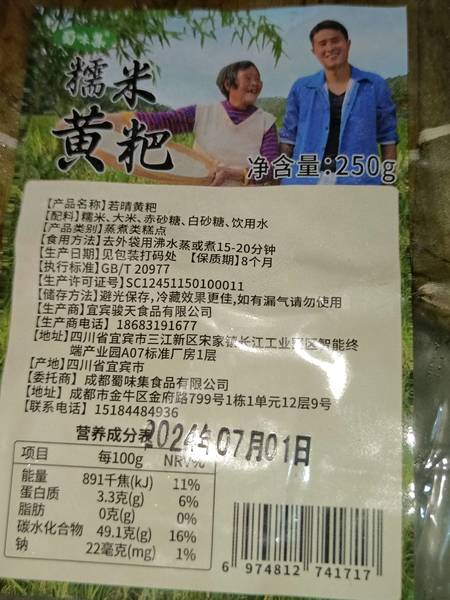 糯米
黄粑
净含量:250g
【产品名称】若晴黄粑
【配料】糯米、大米、赤砂糖、白砂糖、饮用水
【产品类别】蒸煮类糕点
【食用方法】去外袋用沸水蒸或煮15-20分钟
【生产日期】见包装打码处 【保质期】8个月
【执行标准】GB/T 20977
【生产许可证号】SC12451150100011
【储存方法】避光保存,冷藏效果更佳,如有漏气请勿使用
【生产商】宜宾骏天食品有限公司
【生产商电话】 18683191677
【地址】四川省宜宾市三江新区宋家镇长江工业园区智能终
端产业园A07标准厂房1层
【产地】四川省宜宾市
【委托商】 成都蜀味集食品有限公司
【地址】 成都市金牛区金府路799号1栋1单元12层9号
【联系电话】 15184484936
营养成分表
2024年07月01日
项目 每100g NRV%
能量 891千焦(kJ) 11%
蛋白质 3.3克(g) 6%
脂肪 0克(g) 0%
碳水化合物 49.1克(g) 16%
钠 22毫克(mg) 1%
6 974812 741717